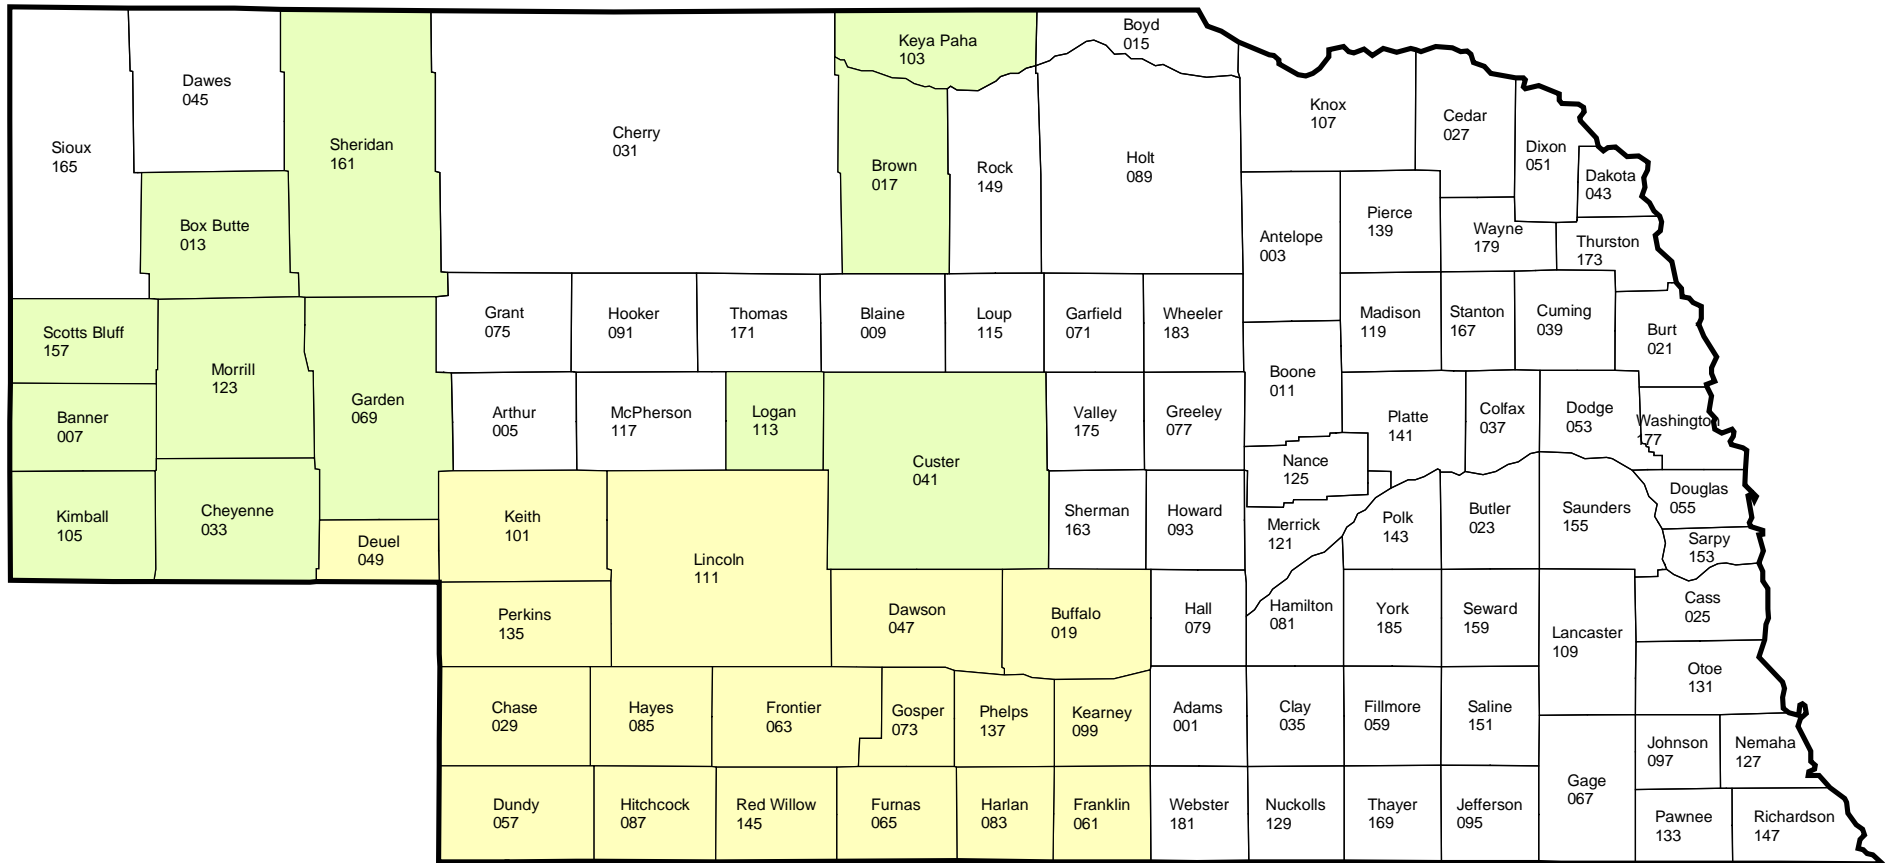 Boyd
015
Keya Paha
103
Dawes
045
Sheridan
161
Cherry
031
Sioux
165
Brown
017
Rock
149
Holt
089
Knox
107
Cedar
027
Dixon
051
Dakota
043
Box Butte
013
Antelope
003
Pierce
139
Wayne
179
Thurston
173
Grant
075
Hooker
091
Thomas
171
Blaine
009
Loup
115
Garfield
071
Wheeler
183
Madison
119
Stanton
167
Cuming
039
Burt
021
Scotts Bluff
157
Morrill
123
Garden
069
Banner
007
Arthur
005
McPherson
117
Logan
113
Custer
041
Valley
175
Greeley
077
Boone
011
Platte
141
Colfax
037
Dodge
053
Washington
177
Nance
125
Kimball
105
Cheyenne
033
Deuel
049
Keith
101
Lincoln
111
Sherman
163
Howard
093
Merrick
121
Polk
143
Butler
023
Saunders
155
Douglas
055
Sarpy
153
Perkins
135
Dawson
047
Buffalo
019
Hall
079
Hamilton
081
York
185
Seward
159
Lancaster
109
Cass
025
Otoe
131
Chase
029
Hayes
085
Frontier
063
Gosper
073
Phelps
137
Kearney
099
Adams
001
Clay
035
Fillmore
059
Saline
151
Johnson
097
Nemaha
127
Gage
067
Dundy
057
Hitchcock
087
Red Willow
145
Furnas
065
Harlan
083
Franklin
061
Webster
181
Nuckolls
129
Thayer
169
Jefferson
095
Pawnee
133
Richardson
147